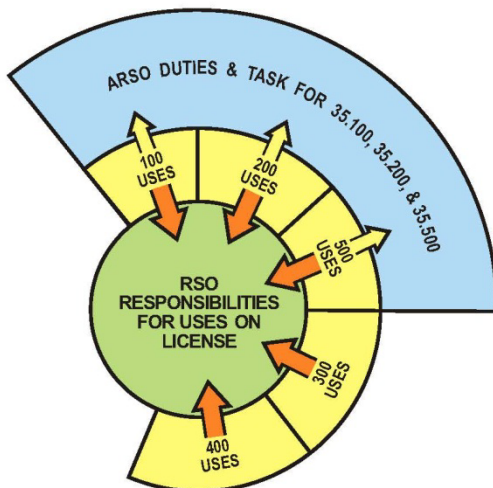 ARSO DUTIES & TASK FOR 35.100, 35.200, & 35.500
100
USES
200
USES
500
USES
300
USES
400
USES
RSO
RESPONSIBILITIES
FOR USES ON
LICENSE